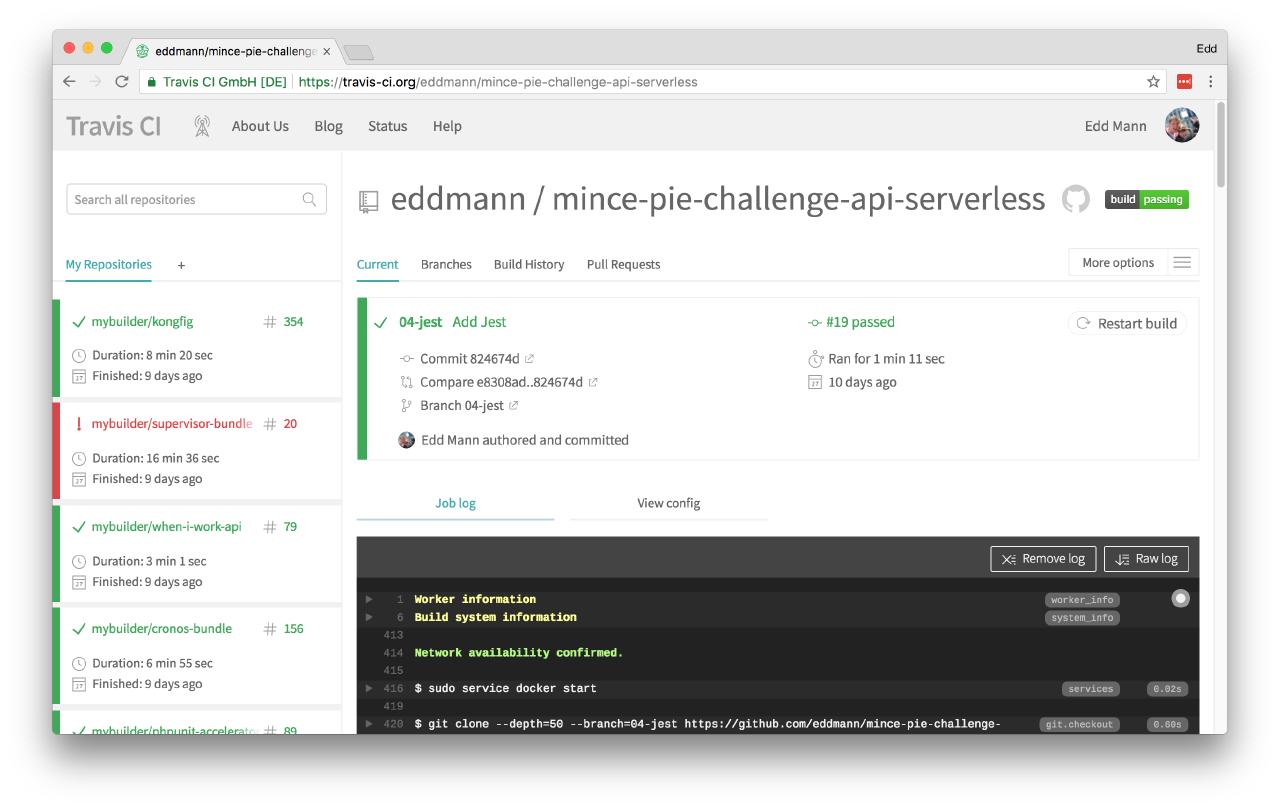 eddmann/mince-pie-challenge
Edd
Travis CI GmbH [DE] https://travis-ci.org/eddmann/mince-pie-challenge-api-serverless
Travis CI About Us Blog Status Help Edd Mann
Search all repositories
My Repositories +
mybuilder/kongfig # 354
Duration: 8 min 20 sec
Finished: 9 days ago
! mybuilder/supervisor-bundle # 20
Duration: 16 min 36 sec
Finished: 9 days ago
mybuilder/when-i-work-api # 79
Duration: 3 min 1 sec
Finished: 9 days ago
mybuilder/cronos-bundle # 156
Duration: 6 min 55 sec
Finished: 9 days ago
mybuilder/phpunit-accelerato # 89
eddmann / mince-pie-challenge-api-serverless build passing
Current Branches Build History Pull Requests More options
04-jest Add Jest
Commit 824674d
Compare e8308ad..824674d
Branch 04-jest
Edd Mann authored and committed
#19 passed
Ran for 1 min 11 sec
10 days ago
Restart build
Job log View config
Remove log Raw log
1 Worker information worker_info
6 Build system information system_info
413
414 Network availability confirmed.
415
416 $ sudo service docker start services 0.02s
419
420 $ git clone --depth=50 --branch=04-jest https://github.com/eddmann/mince-pie-challenge- git.checkout 0.60s